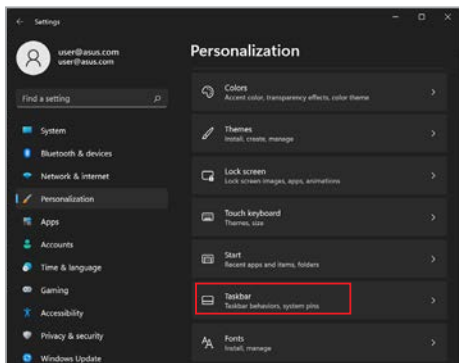 Settings
user@asus.com
user@asus.com
Find a setting
System
Bluetooth & devices
Network & internet
Personalization
Apps
Accounts
Time & language
Gaming
Accessibility
Privacy & security
Windows Update
Personalization
Colors
Accent color, transparency effects, color theme
Themes
Install, create, manage
Lock screen
Lock screen images, apps, animations
Touch keyboard
Themes, size
Start
Recent apps and items, folders
Taskbar
Taskbar behaviors, system pins
Fonts
Install, manage